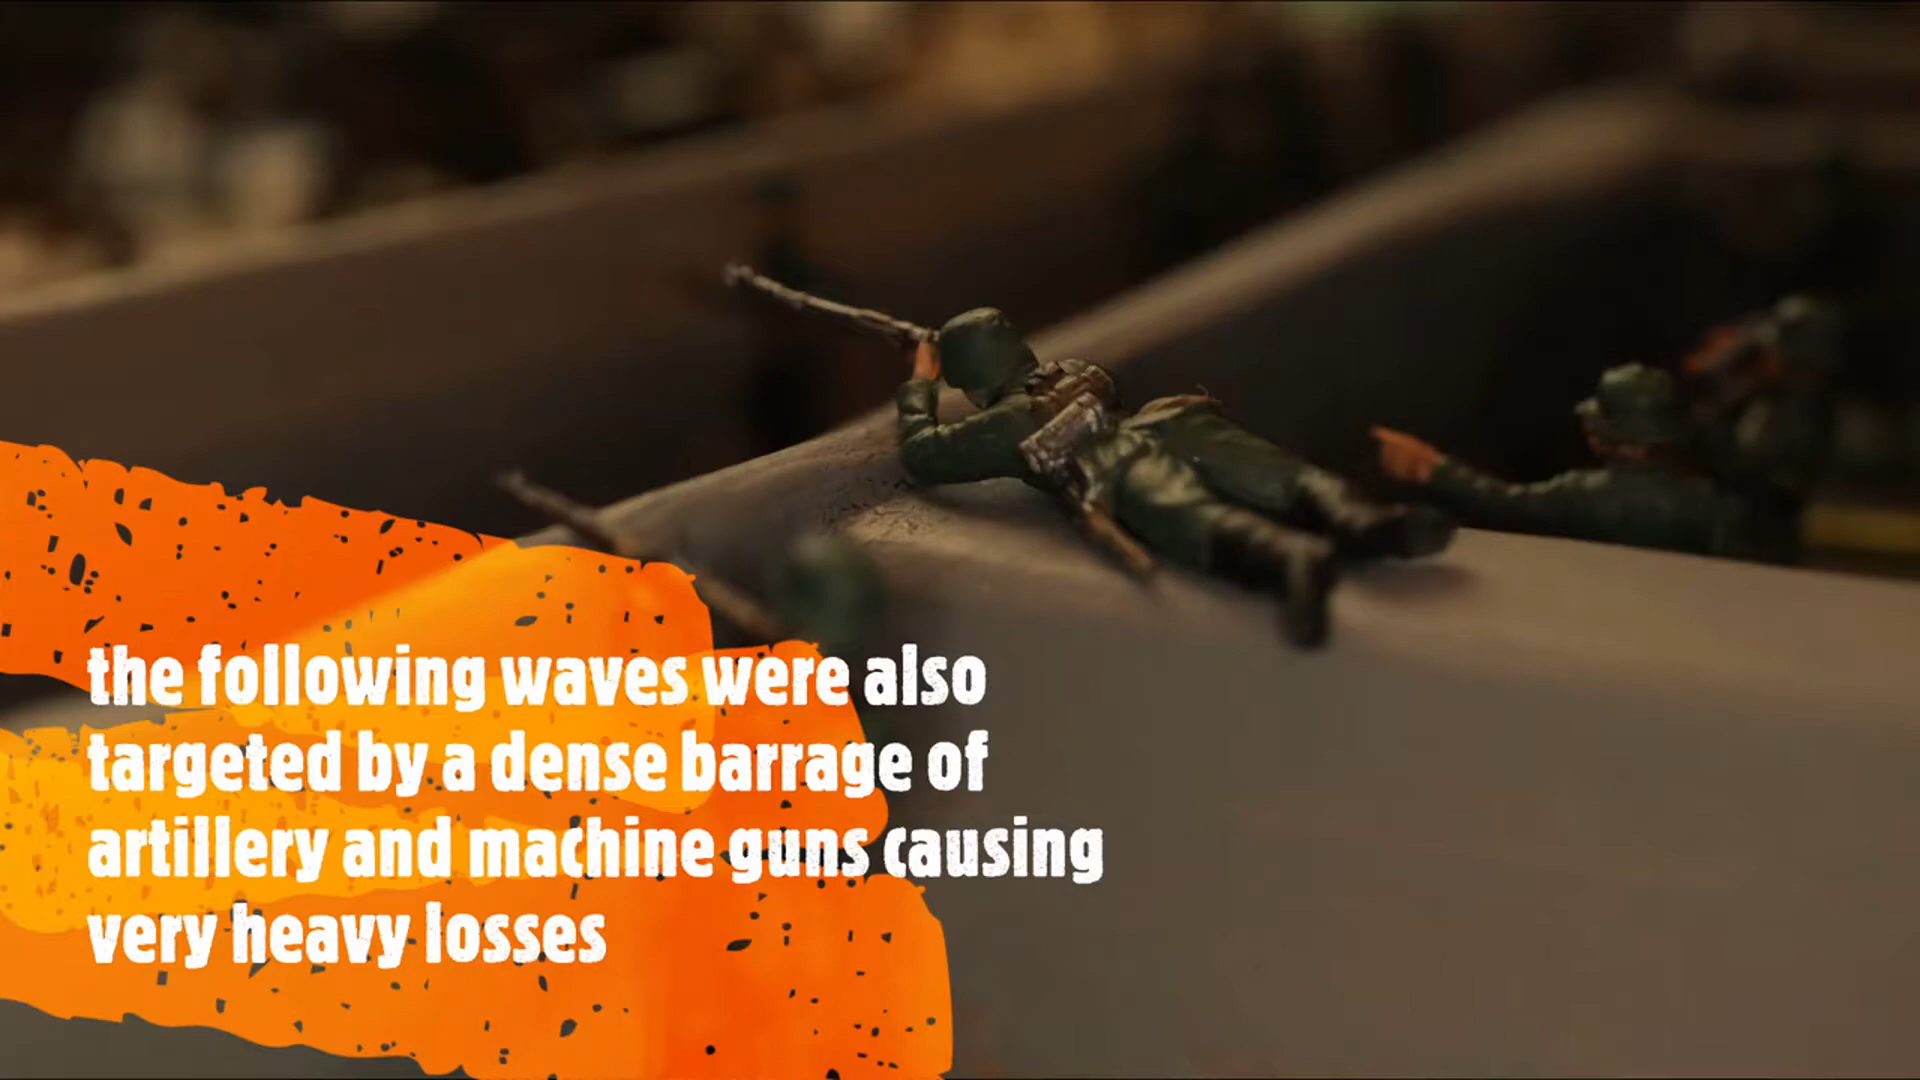 the following waves were also
targeted by a dense barrage of
artillery and machine guns causing
very heavy losses